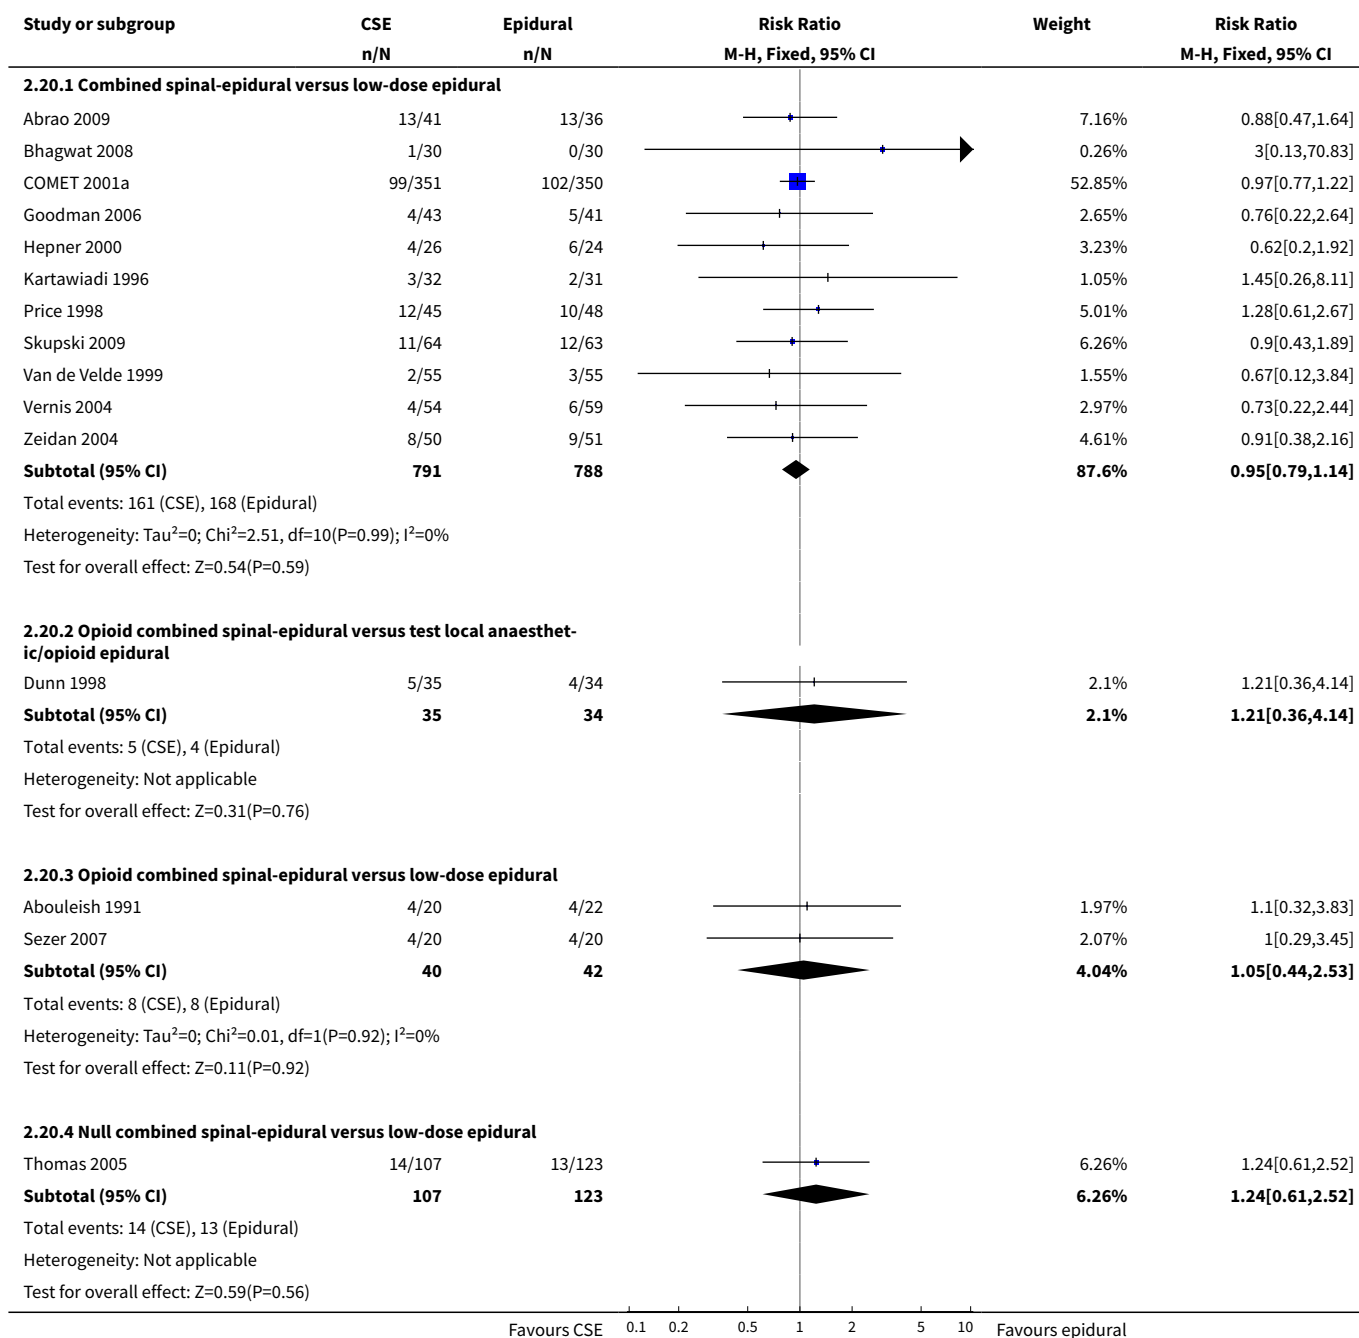 Study or subgroup CSE Epidural Risk Ratio Weight Risk Ratio
n/N n/N M-H, Fixed, 95% CI M-H, Fixed, 95% CI
2.20.1 Combined spinal-epidural versus low-dose epidural
Abrao 2009 13/41 13/36 7.16% 0.88[0.47,1.64]
Bhagwat 2008 1/30 0/30 0.26% 3[0.13,70.83]
COMET 2001a 99/351 102/350 52.85% 0.97[0.77,1.22]
Goodman 2006 4/43 5/41 2.65% 0.76[0.22,2.64]
Hepner 2000 4/26 6/24 3.23% 0.62[0.2,1.92]
Kartawiadi 1996 3/32 2/31 1.05% 1.45[0.26,8.11]
Price 1998 12/45 10/48 5.01% 1.28[0.61,2.67]
Skupski 2009 11/64 12/63 6.26% 0.9[0.43,1.89]
Van de Velde 1999 2/55 3/55 1.55% 0.67[0.12,3.84]
Vernis 2004 4/54 6/59 2.97% 0.73[0.22,2.44]
Zeidan 2004 8/50 9/51 4.61% 0.91[0.38,2.16]
Subtotal (95% CI) 791 788 87.6% 0.95[0.79,1.14]
Total events: 161 (CSE), 168 (Epidural)
Heterogeneity: Tau²=0; Chi²=2.51, df=10(P=0.99); I²=0%
Test for overall effect: Z=0.54(P=0.59)
2.20.2 Opioid combined spinal-epidural versus test local anaesthet-
ic/opioid epidural
Dunn 1998 5/35 4/34 2.1% 1.21[0.36,4.14]
Subtotal (95% CI) 35 34 2.1% 1.21[0.36,4.14]
Total events: 5 (CSE), 4 (Epidural)
Heterogeneity: Not applicable
Test for overall effect: Z=0.31(P=0.76)
2.20.3 Opioid combined spinal-epidural versus low-dose epidural
Abouleish 1991 4/20 4/22 1.97% 1.1[0.32,3.83]
Sezer 2007 4/20 4/20 2.07% 1[0.29,3.45]
Subtotal (95% CI) 40 42 4.04% 1.05[0.44,2.53]
Total events: 8 (CSE), 8 (Epidural)
Heterogeneity: Tau²=0; Chi²=0.01, df=1(P=0.92); I²=0%
Test for overall effect: Z=0.11(P=0.92)
2.20.4 Null combined spinal-epidural versus low-dose epidural
Thomas 2005 14/107 13/123 6.26% 1.24[0.61,2.52]
Subtotal (95% CI) 107 123 6.26% 1.24[0.61,2.52]
Total events: 14 (CSE), 13 (Epidural)
Heterogeneity: Not applicable
Test for overall effect: Z=0.59(P=0.56)
Favours CSE 0.1 0.2 0.5 1 2 5 10 Favours epidural